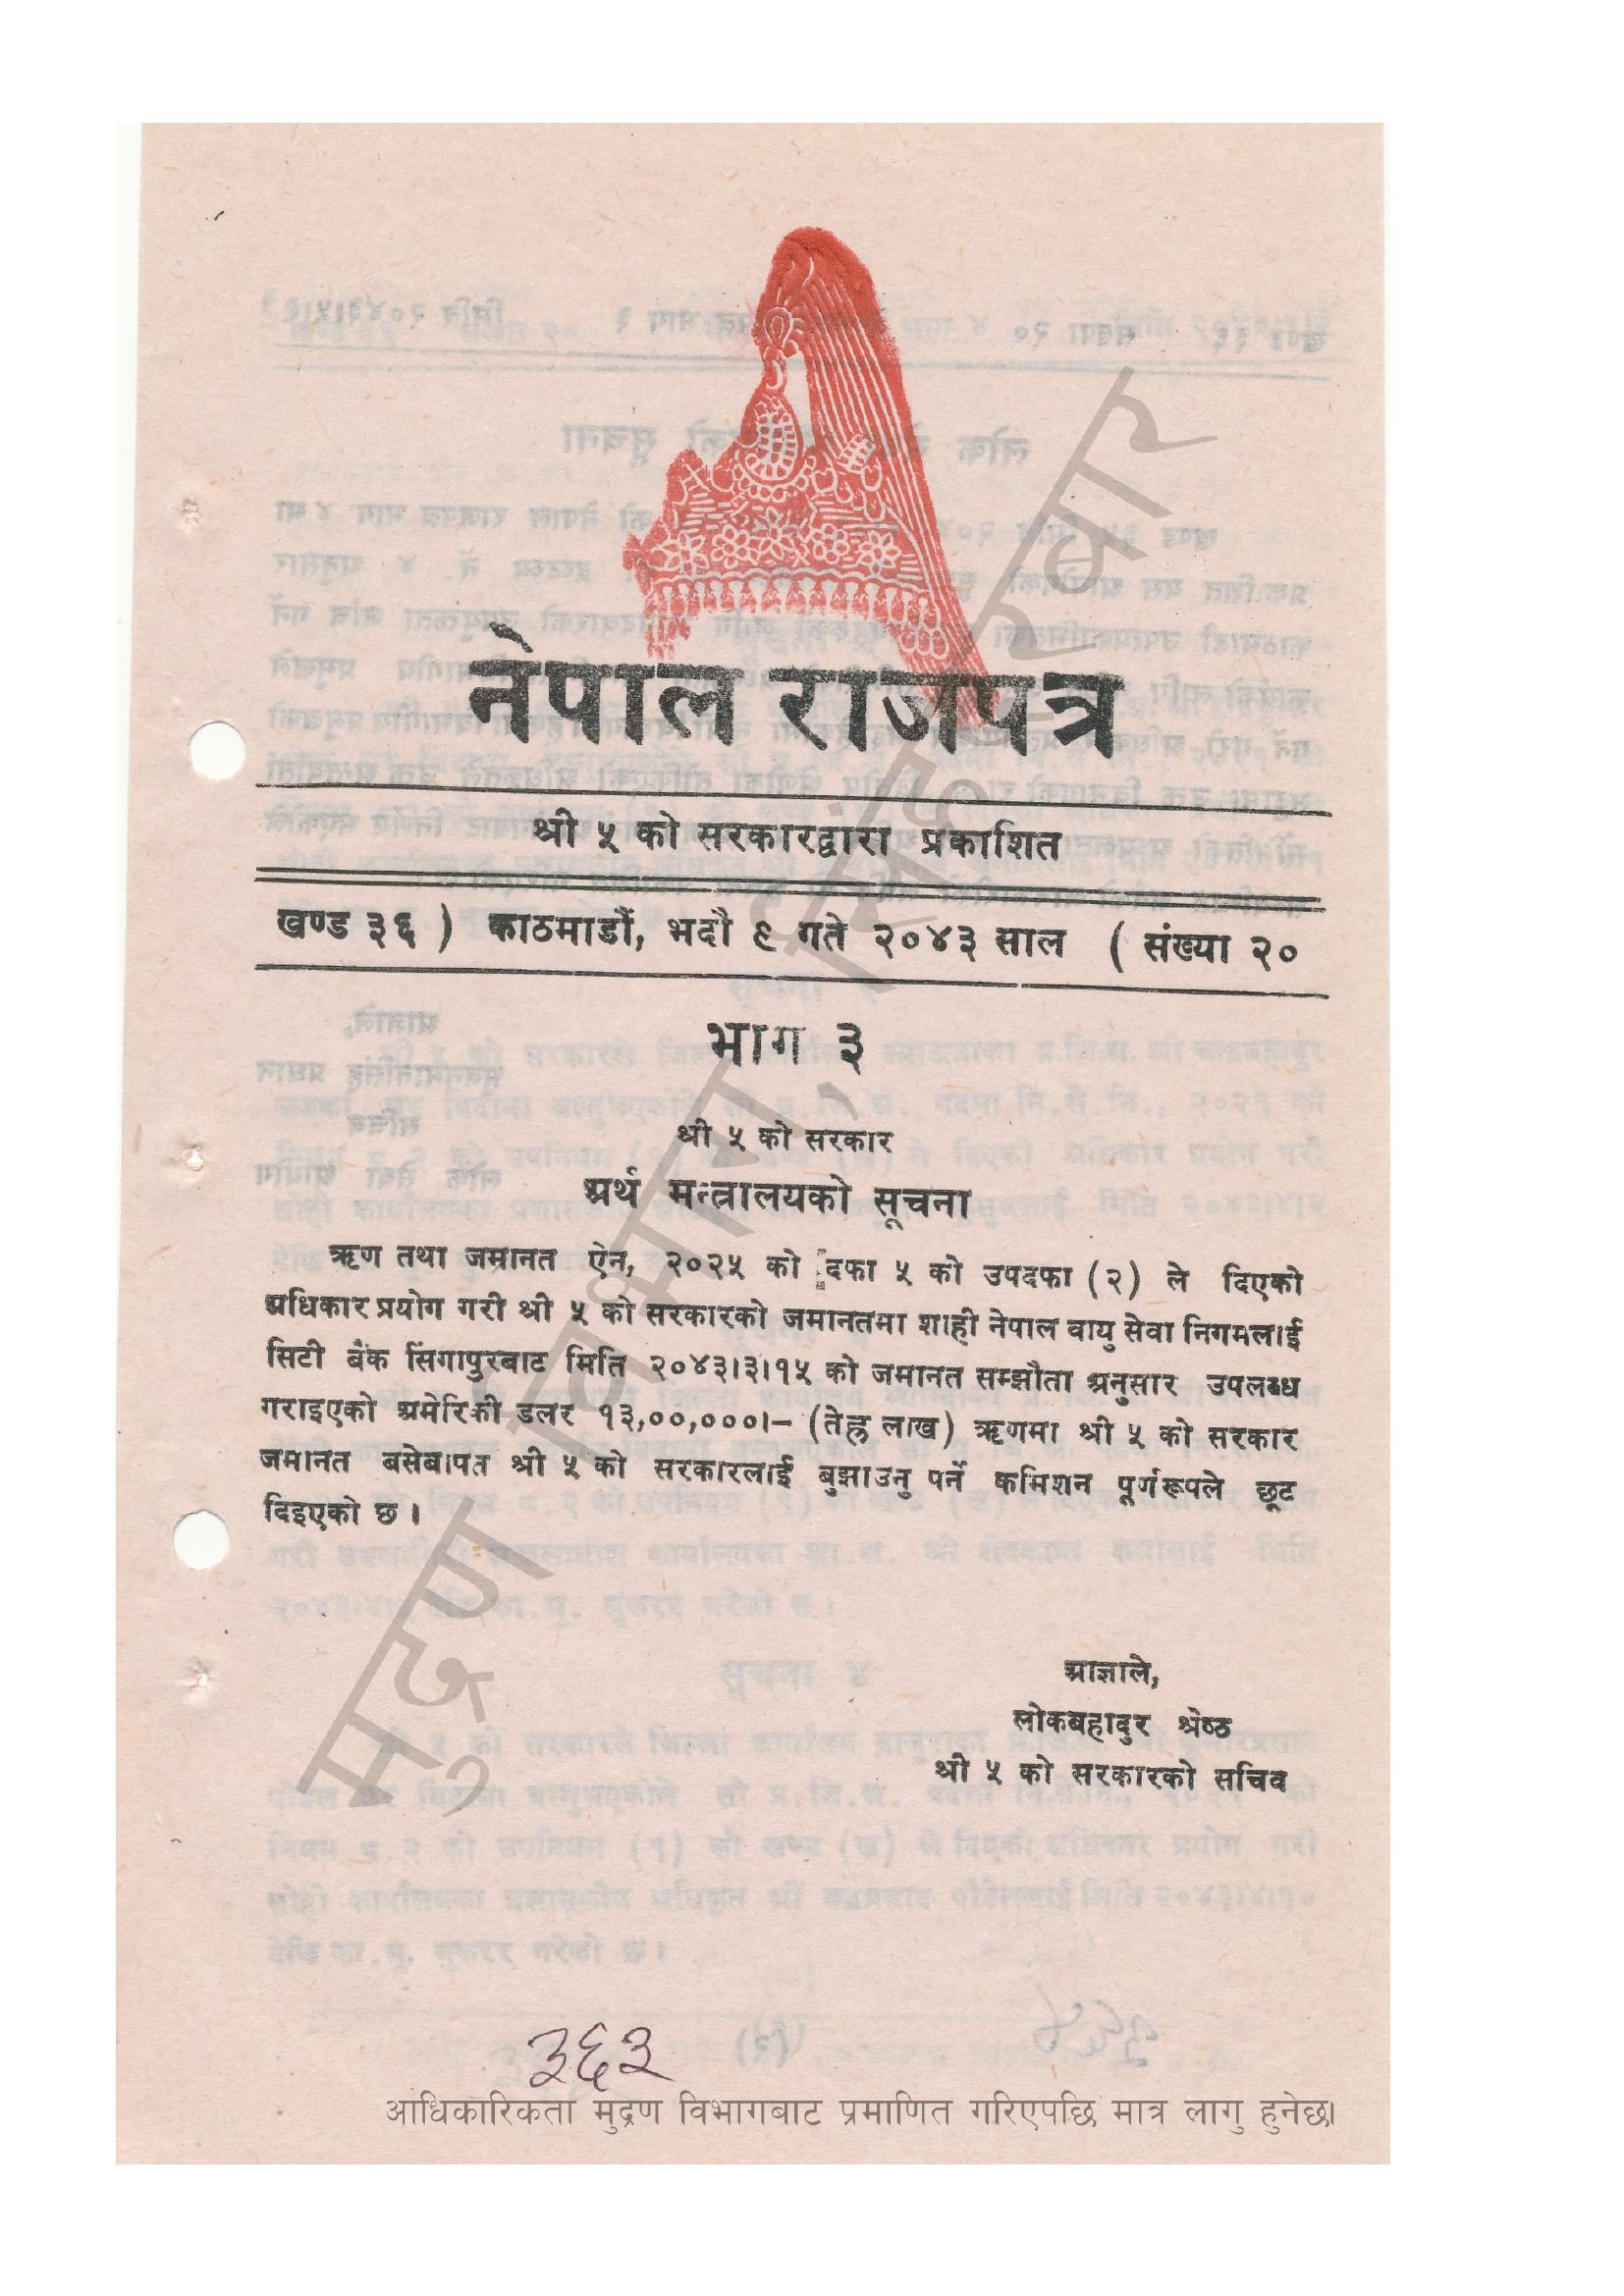 नेपाल राजपत्र
श्री ५ को सरकारद्वारा प्रकाशित
खण्ड ३६ ) काठमाडौं, भदौ ९ गते २०४३ साल ( संख्या २०
भाग ३
श्री ५ को सरकार
अर्थ मन्त्रालयको सूचना
ऋण तथा जमानत ऐन, २०२५ को दफा ५ को उपदफा (२) ले दिएको
अधिकार प्रयोग गरी श्री ५ को सरकारको जमानतमा शाही नेपाल वायु सेवा निगमलाई
सिटी बैंक सिंगापुरबाट मिति २०४३।३।१५ को जमानत सम्झौता अनुसार उपलब्ध
गराइएको अमेरिकी डलर १३,००,०००।– (तेह्र लाख) ऋणमा श्री ५ को सरकार
जमानत बसेबापत श्री ५ को सरकारलाई बुझाउनु पर्ने कमिशन पूर्णरूपले छूट
दिइएको छ ।
आज्ञाले,
लोकबहादुर श्रेष्ठ
श्री ५ को सरकारको सचिव
३६३
आधिकारिकता मुद्रण विभागबाट प्रमाणित गरिएपछि मात्र लागु हुनेछ।
मुद्रण विभाग, सिंहदरबार